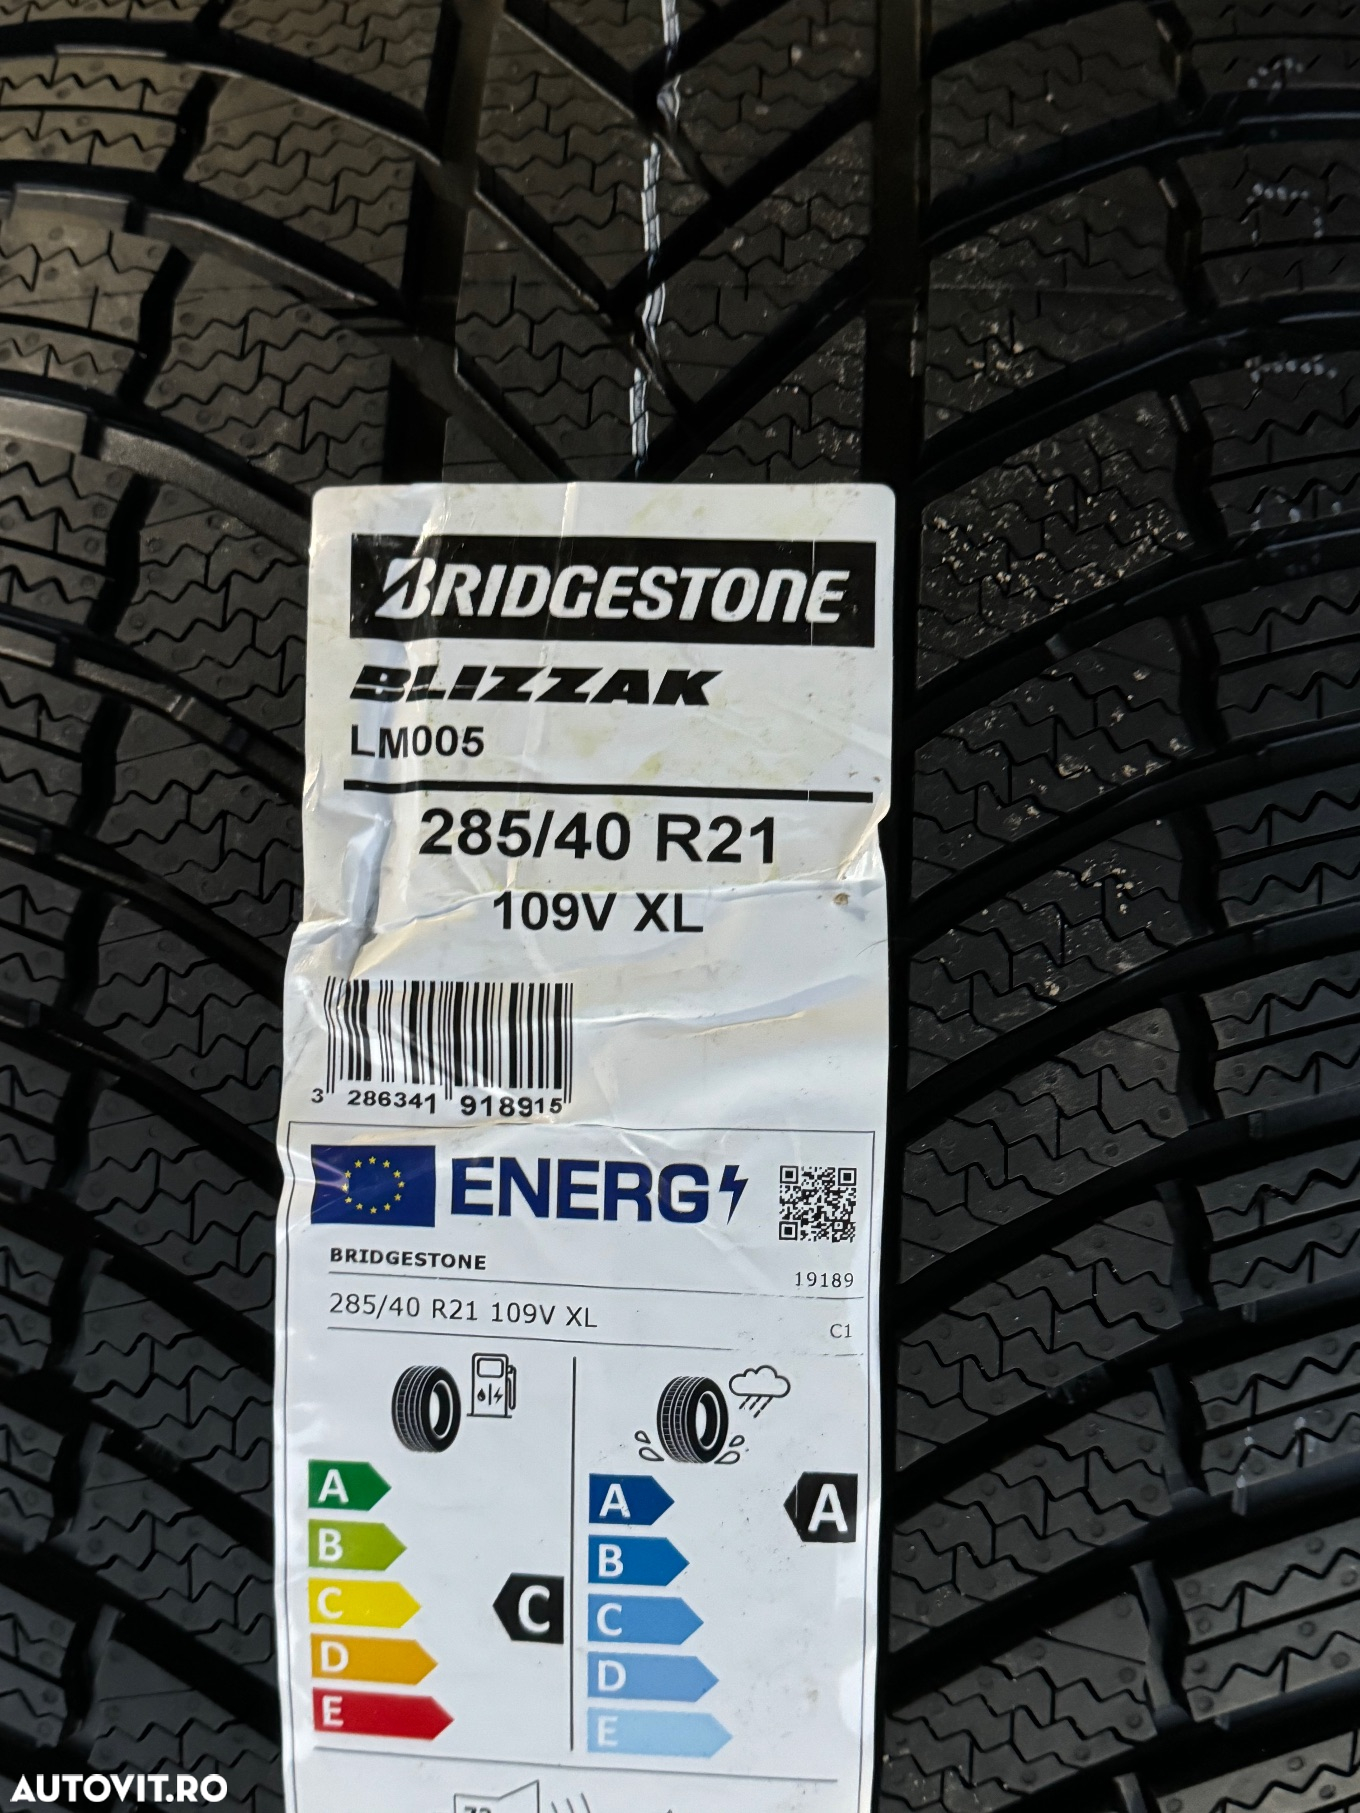 BRIDGESTONE
BLIZZAK
LM005
285/40 R21
109V XL
3 286341 918915
ENERG
BRIDGESTONE
19189
285/40 R21 109V XL
C1
A
B
C
D
E
C
A
B
C
D
E
A
AUTOVIT.RO